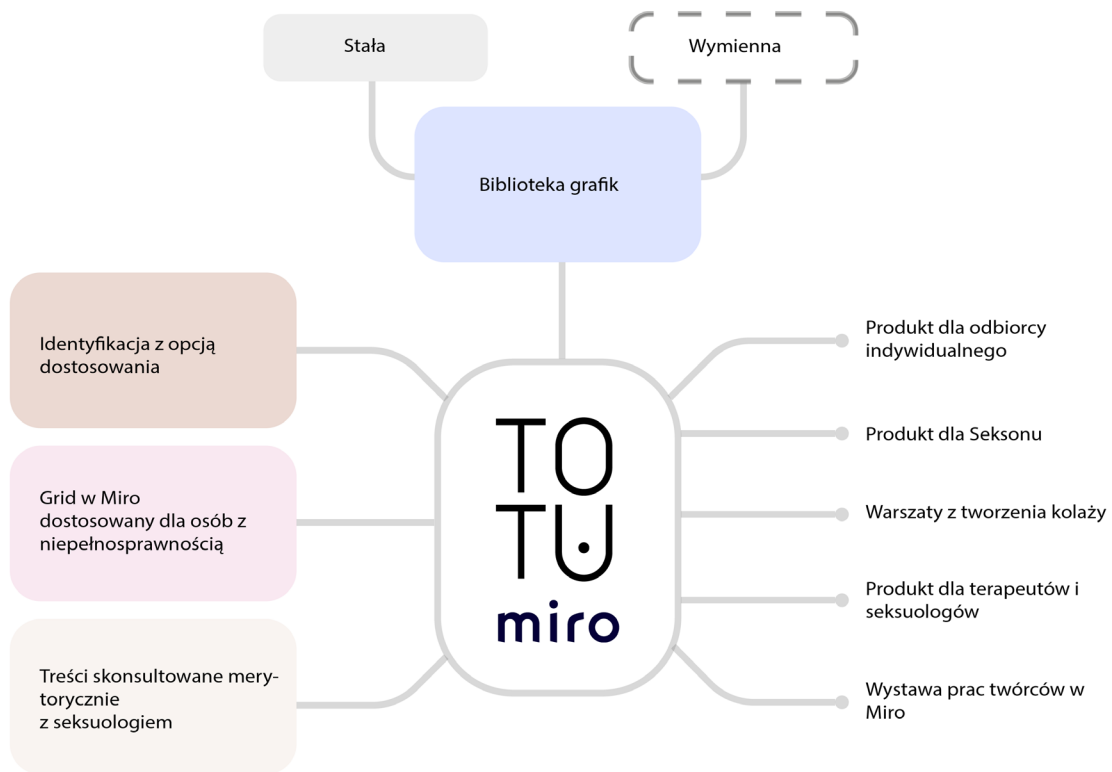 Stała
Wymienna
Biblioteka grafik
Identyfikacja z opcją
dostosowania
Grid w Miro
dostosowany dla osób z
niepełnosprawnością
Treści skonsultowane mery-
torycznie
z seksuologiem
TO
TU
miro
Produkt dla odbiorcy
indywidualnego
Produkt dla Seksonu
Warszaty z tworzenia kolaży
Produkt dla terapeutów i
seksuologów
Wystawa prac twórców w
Miro